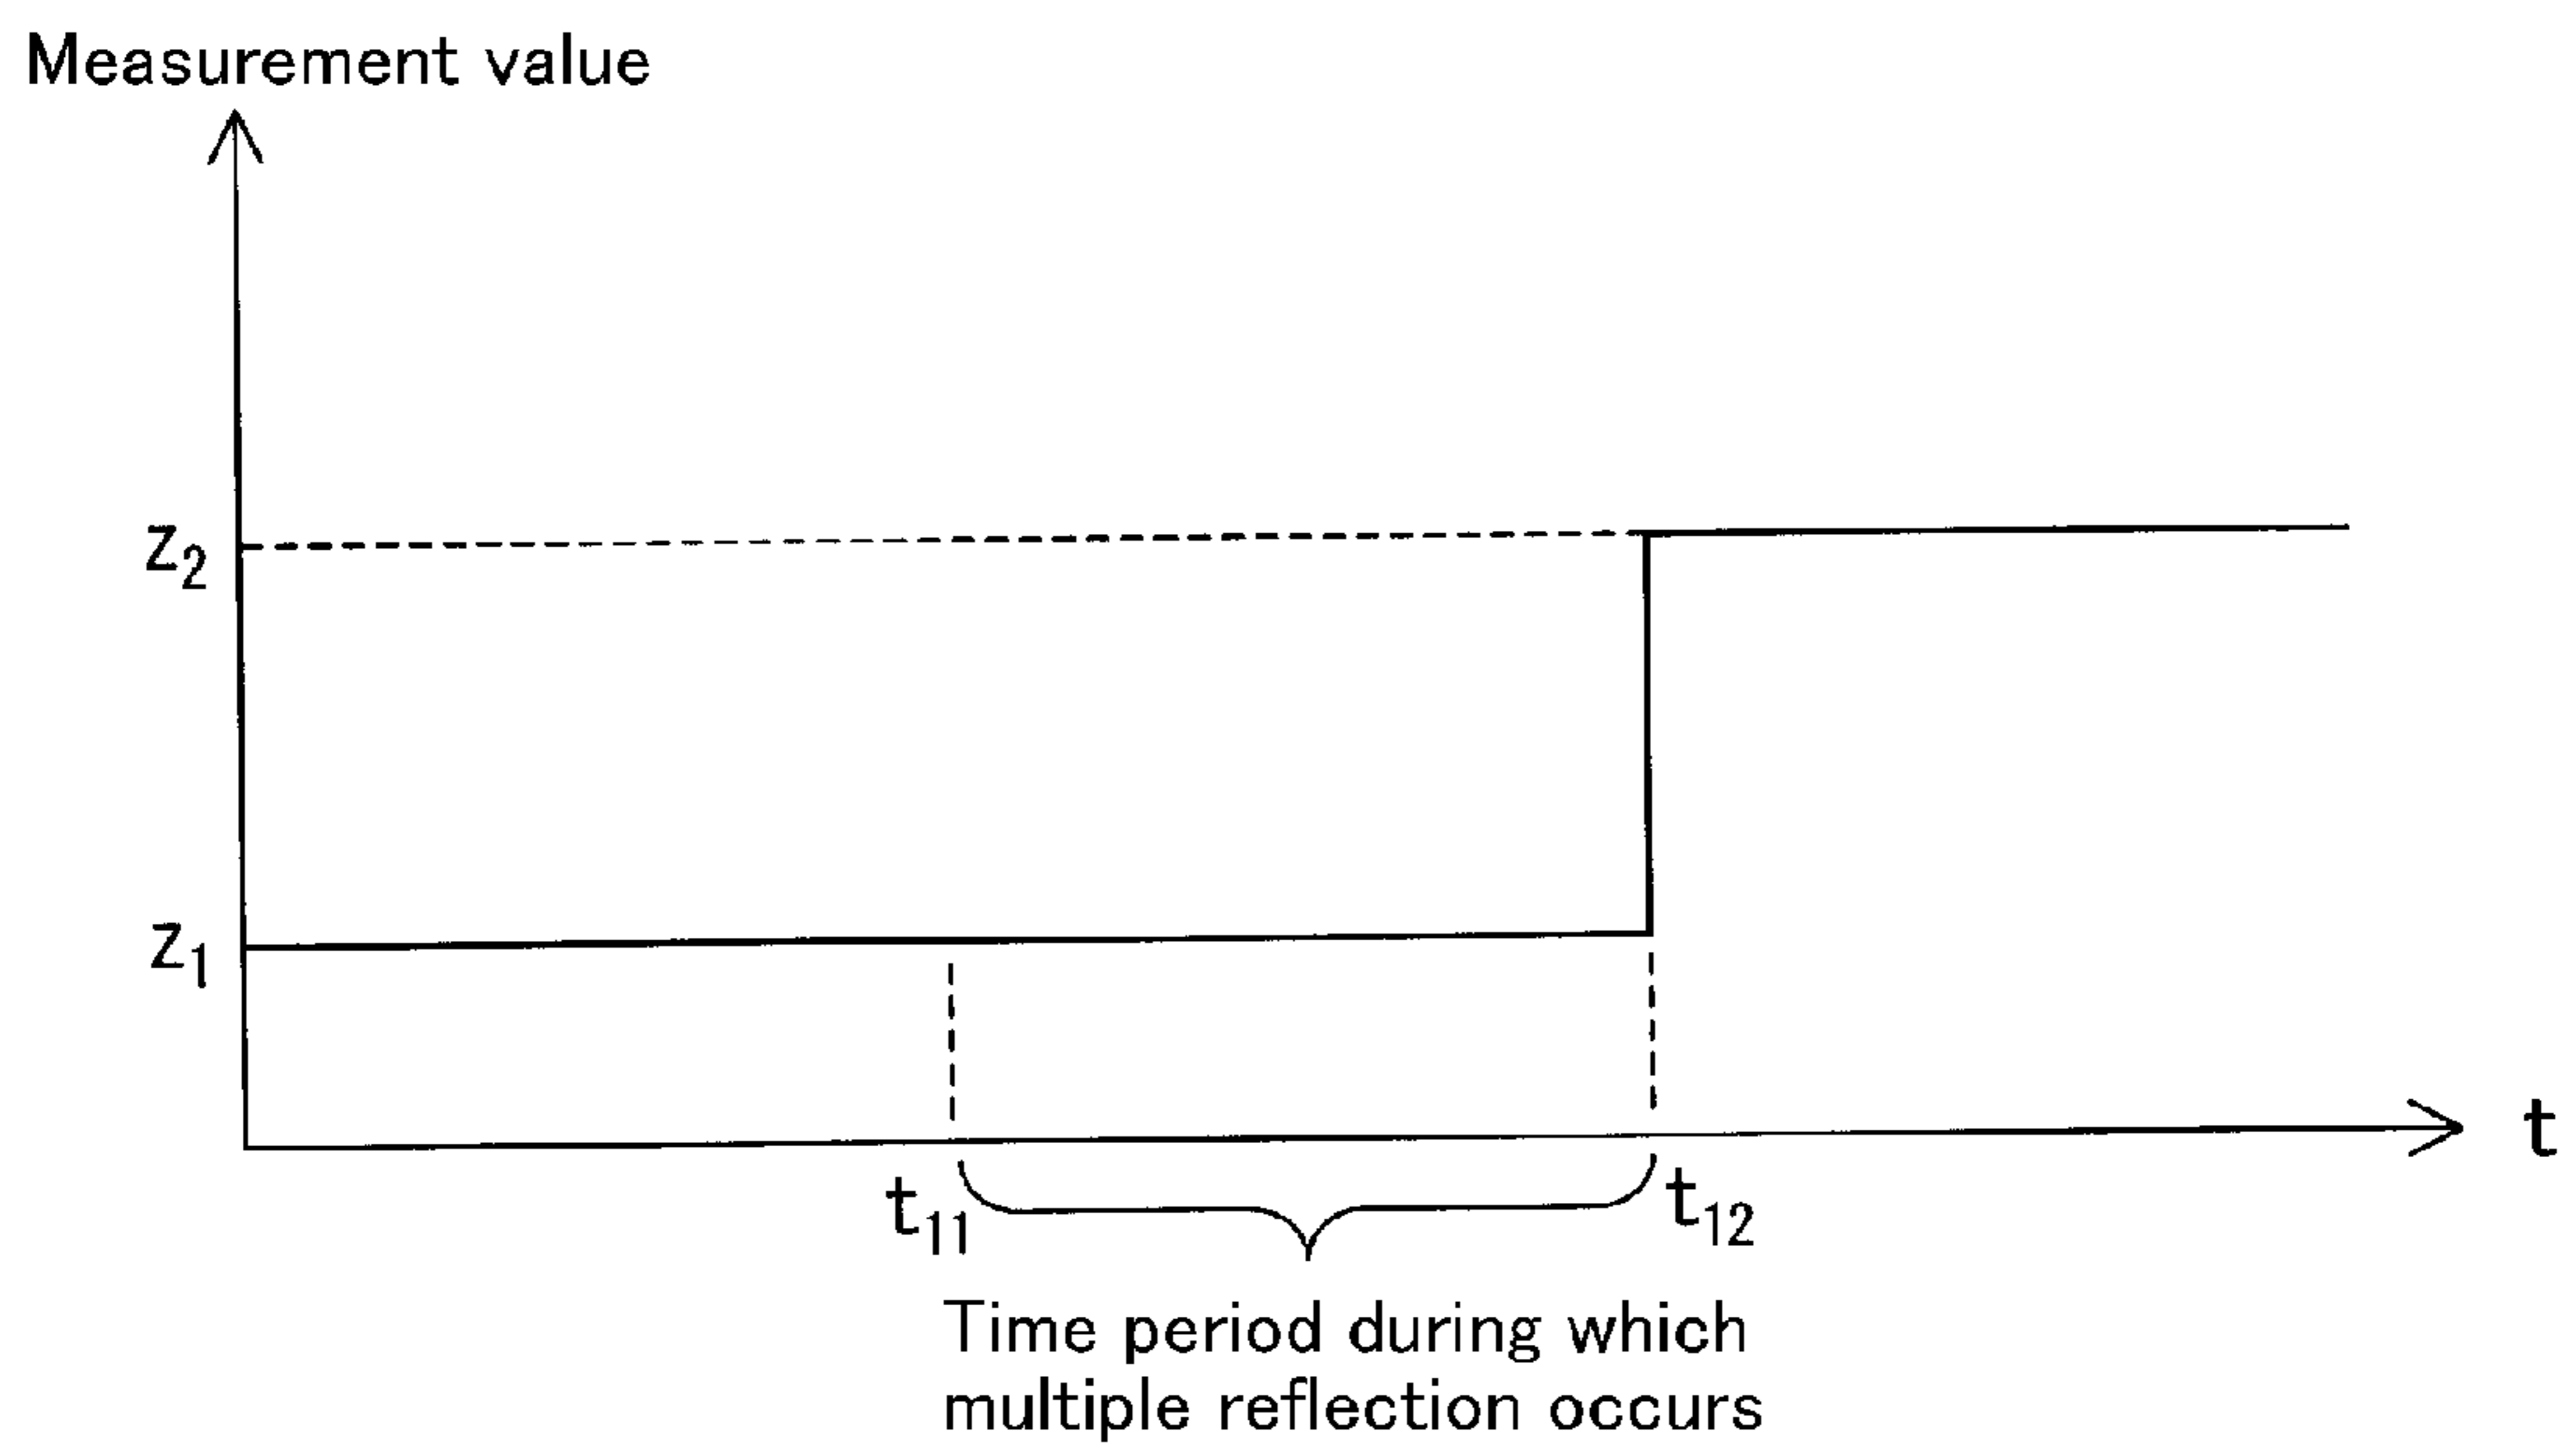 Measurement value
z2
z1
t
t11
t12
Time period during which
multiple reflection occurs